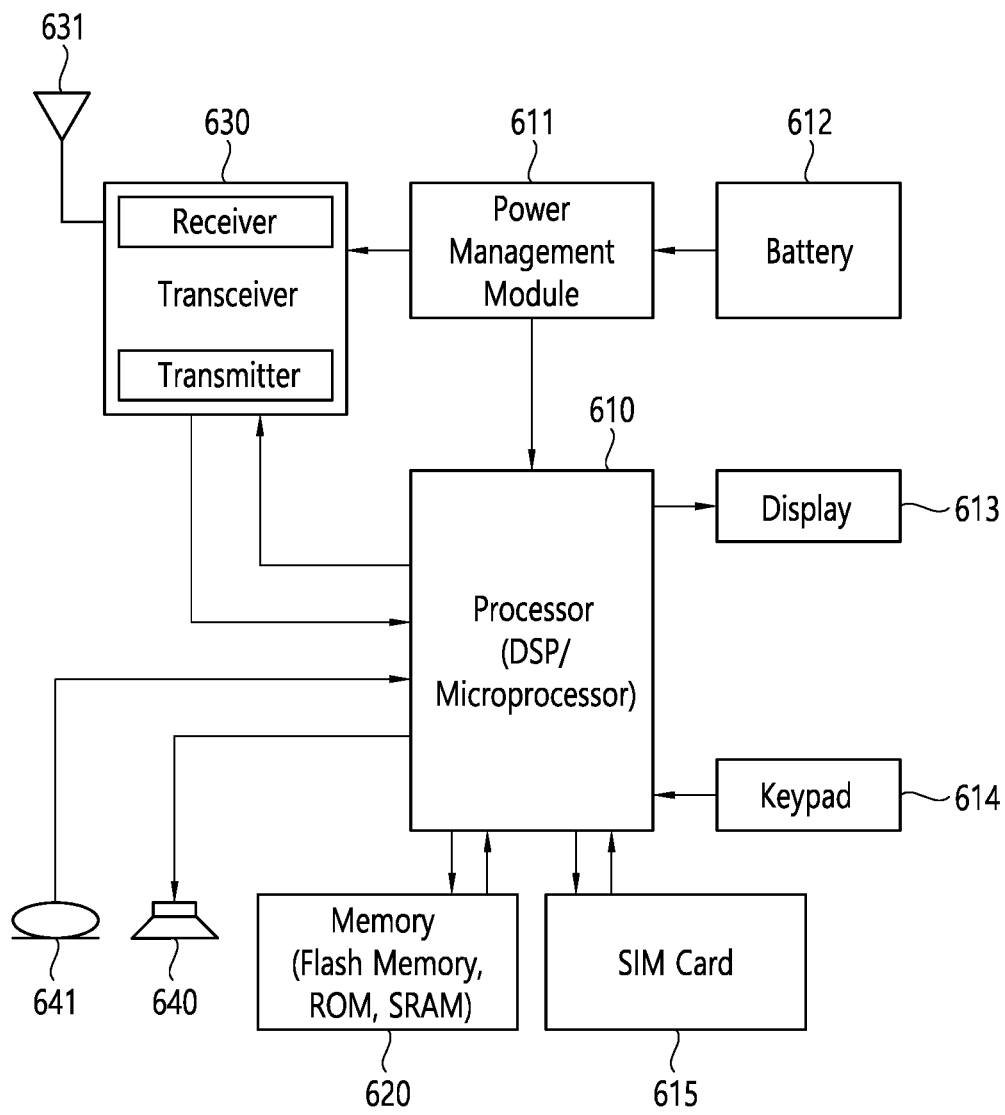 631
630
611
612
Receiver
Transceiver
Transmitter
Power
Management
Module
Battery
610
Display
613
Processor
(DSP/
Microprocessor)
Keypad
614
Memory
(Flash Memory,
ROM, SRAM)
SIM Card
641
640
620
615